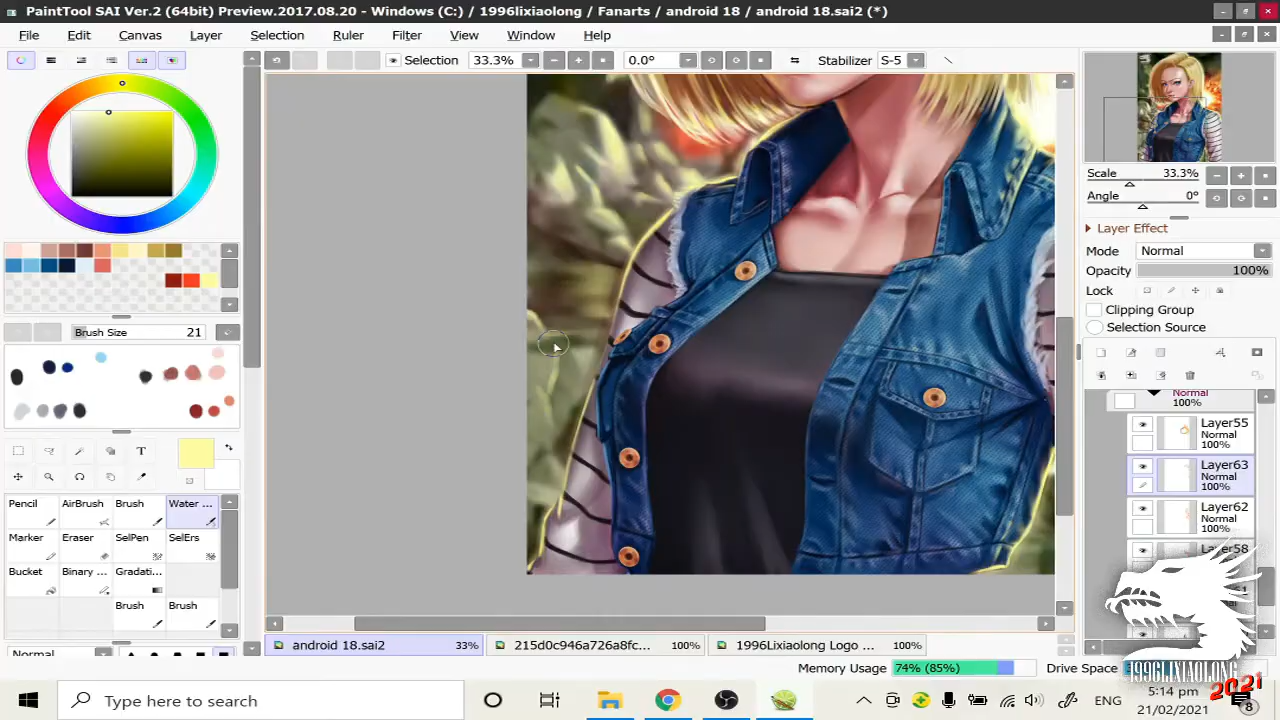 PaintTool SAI Ver.2 (64bit) Preview.2017.08.20 - Windows (C:) / 1996lixiaolong / Fanarts / android 18 / android 18.sai2 (*)
File Edit Canvas Layer Selection Ruler Filter View Window Help
Selection 33.3% 0.0° Stabilizer S-5
Scale 33.3%
Angle 0°
Layer Effect
Mode Normal
Opacity 100%
Lock
Clipping Group
Selection Source
Brush Size 21
Normal
100%
Layer55
Normal
100%
Layer63
Normal
100%
Layer62
Normal
100%
Layer58
T
Pencil AirBrush Brush Water ...
Marker Eraser SelPen SelErs
Bucket Binary ... Gradati...
Brush Brush
Normal
android 18.sai2 33% 215d0c946a726a8fc... 100% 1996Lixiaolong Logo ... 100%
Memory Usage 74% (85%) Drive Space
1996LIXIAOLONG
2021
Type here to search
ENG
5:14 pm
21/02/2021
8